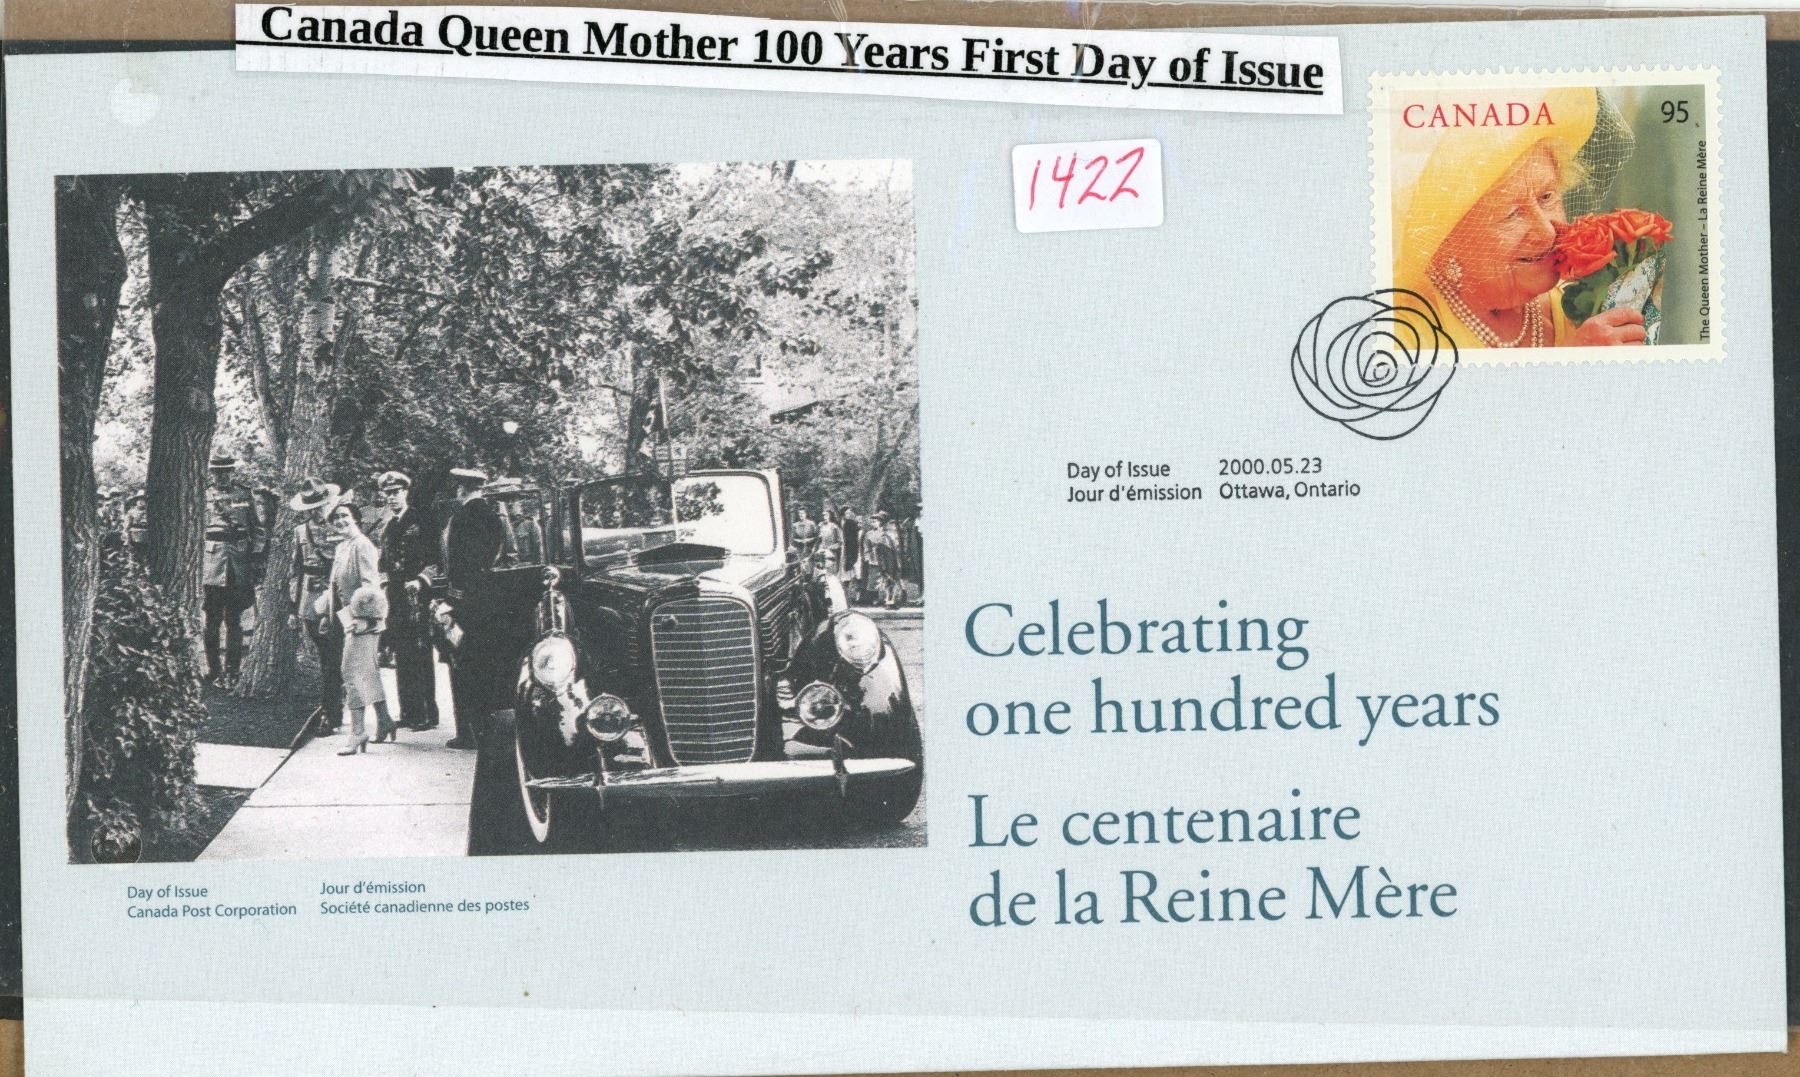 Canada Queen Mother 100 Years First Day of Issue
1422
CANADA 95
The Queen Mother – La Reine Mère
Day of Issue 2000.05.23
Jour d'émission Ottawa, Ontario
Celebrating
one hundred years
Le centenaire
de la Reine Mère
Day of Issue Jour d'émission
Canada Post Corporation Société canadienne des postes